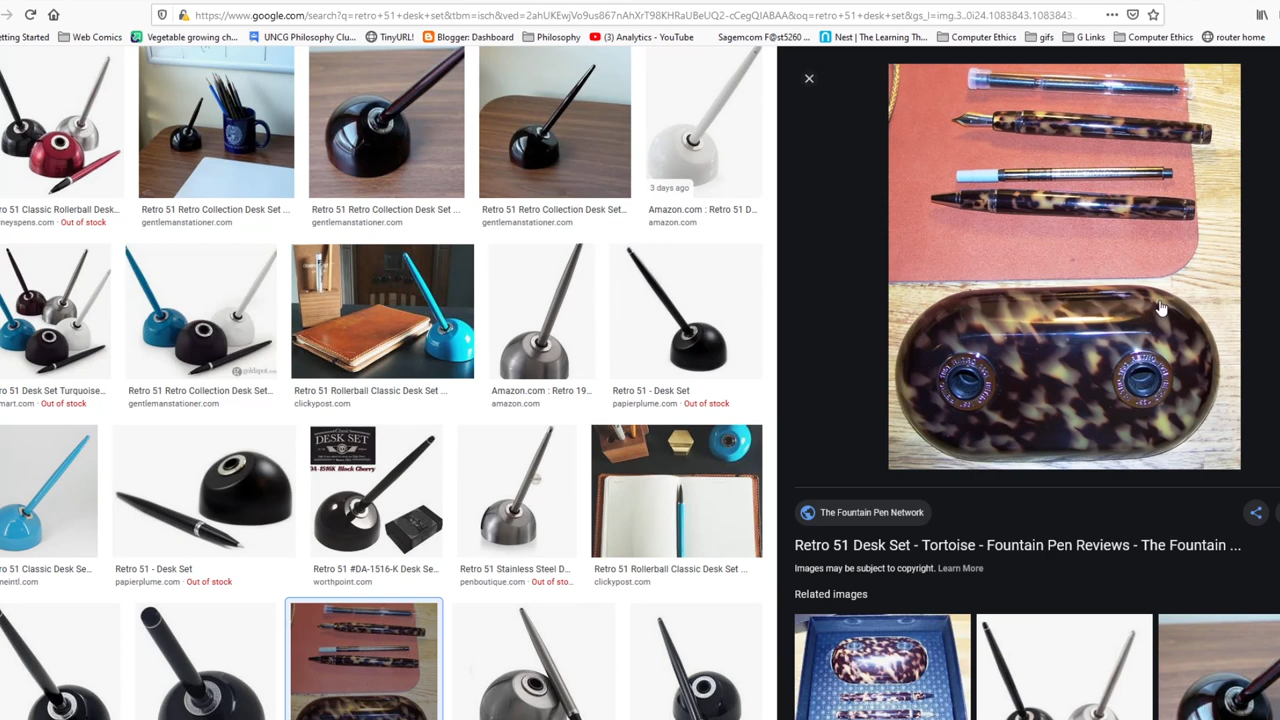 https://www.google.com/search?q=retro+51+desk+set&tbm=isch&ved=2ahUKEwjVo9us867nAhXrT98KHRaUBeUQ2-cCegQIABAA&oq=retro+51+desk+set&gs_l=img.3..0i24.1083843.1083843...
etting Started
Web Comics
Vegetable growing ch...
UNCG Philosophy Clu...
TinyURL!
Blogger: Dashboard
Philosophy
(3) Analytics - YouTube
Sagemcom F@st5260 ...
Nest | The Learning Th...
Computer Ethics
gifs
G Links
Computer Ethics
router home
3 days ago
o 51 Classic Rollerball Desk...
Retro 51 Retro Collection Desk Set ...
Retro 51 Retro Collection Desk Set ...
Retro 51 Retro Collection Desk Set...
Amazon.com : Retro 51 D...
neyspens.com · Out of stock
gentlemanstationer.com
gentlemanstationer.com
gentlemanstationer.com
amazon.com
goldspot
o 51 Desk Set Turquoise...
Retro 51 Retro Collection Desk Set...
Retro 51 Rollerball Classic Desk Set ...
Amazon.com : Retro 19...
Retro 51 - Desk Set
mart.com · Out of stock
gentlemanstationer.com
clickypost.com
amazon.com
papierplume.com · Out of stock
DESK SET
DA-1516K Black Cherry
o 51 Classic Desk Se...
Retro 51 - Desk Set
Retro 51 #DA-1516-K Desk Se...
Retro 51 Stainless Steel D...
Retro 51 Rollerball Classic Desk Set ...
neintl.com
papierplume.com · Out of stock
worthpoint.com
penboutique.com · Out of sto...
clickypost.com
The Fountain Pen Network
Retro 51 Desk Set - Tortoise - Fountain Pen Reviews - The Fountain ...
Images may be subject to copyright. Learn More
Related images